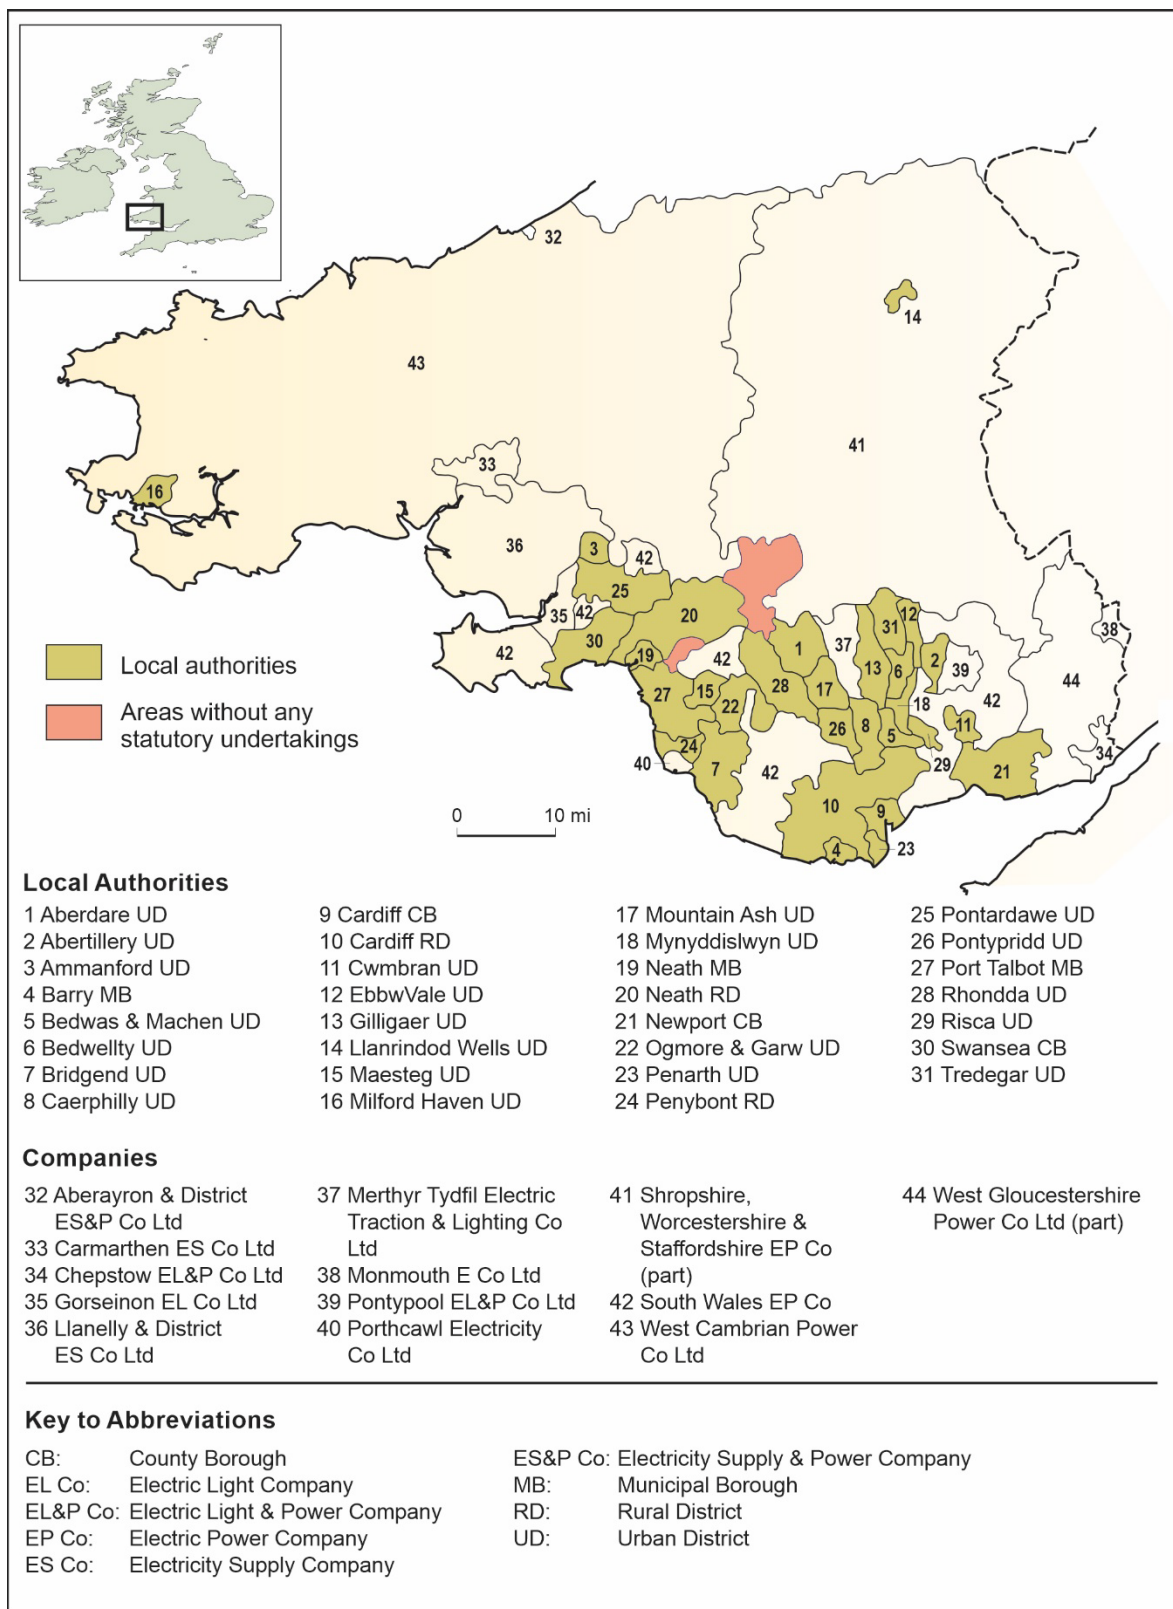 32
14
43
41
33
16
36
3
42
25
12
38
35
42
20
31
37
30
1
42
19
42
13
6
2
39
44
27
15
28
17
42
18
22
11
26
8
5
34
24
40
7
42
29
21
10
9
4
23
Local authorities
Areas without any
statutory undertakings
0 10 mi
Local Authorities
1 Aberdare UD
2 Abertillery UD
3 Ammanford UD
4 Barry MB
5 Bedwas & Machen UD
6 Bedwellty UD
7 Bridgend UD
8 Caerphilly UD
9 Cardiff CB
10 Cardiff RD
11 Cwmbran UD
12 EbbwVale UD
13 Gilligaer UD
14 Llanrindod Wells UD
15 Maesteg UD
16 Milford Haven UD
17 Mountain Ash UD
18 Mynyddislwyn UD
19 Neath MB
20 Neath RD
21 Newport CB
22 Ogmore & Garw UD
23 Penarth UD
24 Penybont RD
25 Pontardawe UD
26 Pontypridd UD
27 Port Talbot MB
28 Rhondda UD
29 Risca UD
30 Swansea CB
31 Tredegar UD
Companies
32 Aberayron & District
ES&P Co Ltd
33 Carmarthen ES Co Ltd
34 Chepstow EL&P Co Ltd
35 Gorseinon EL Co Ltd
36 Llanelly & District
ES Co Ltd
37 Merthyr Tydfil Electric
Traction & Lighting Co
Ltd
38 Monmouth E Co Ltd
39 Pontypool EL&P Co Ltd
40 Porthcawl Electricity
Co Ltd
41 Shropshire,
Worcestershire &
Staffordshire EP Co
(part)
42 South Wales EP Co
43 West Cambrian Power
Co Ltd
44 West Gloucestershire
Power Co Ltd (part)
Key to Abbreviations
CB: County Borough
EL Co: Electric Light Company
EL&P Co: Electric Light & Power Company
EP Co: Electric Power Company
ES Co: Electricity Supply Company
ES&P Co: Electricity Supply & Power Company
MB: Municipal Borough
RD: Rural District
UD: Urban District